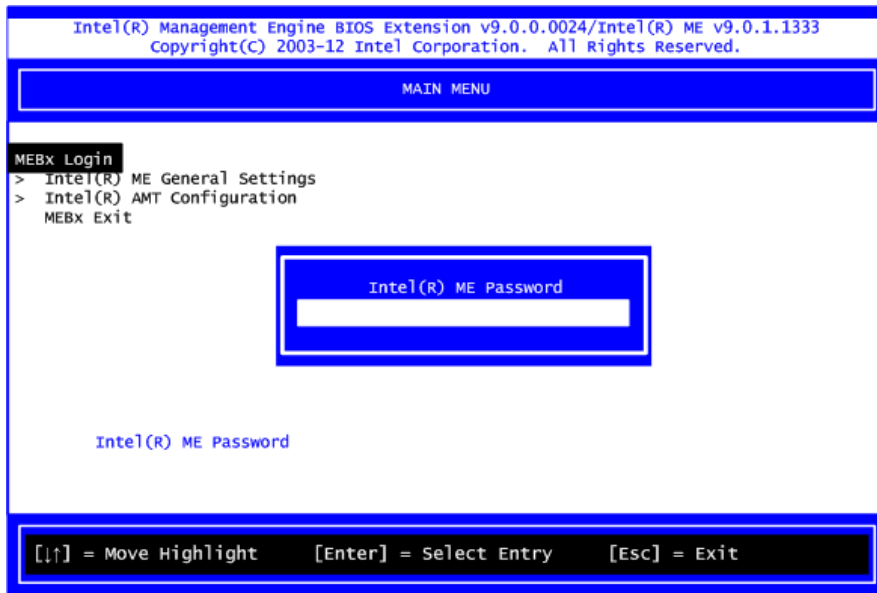 Intel(R) Management Engine BIOS Extension v9.0.0.0024/Intel(R) ME v9.0.1.1333
Copyright(C) 2003-12 Intel Corporation.  All Rights Reserved.
MAIN MENU
MEBx Login
>  Intel(R) ME General Settings
>  Intel(R) AMT Configuration
MEBx Exit
Intel(R) ME Password
Intel(R) ME Password
[↓↑] = Move Highlight     [Enter] = Select Entry     [Esc] = Exit